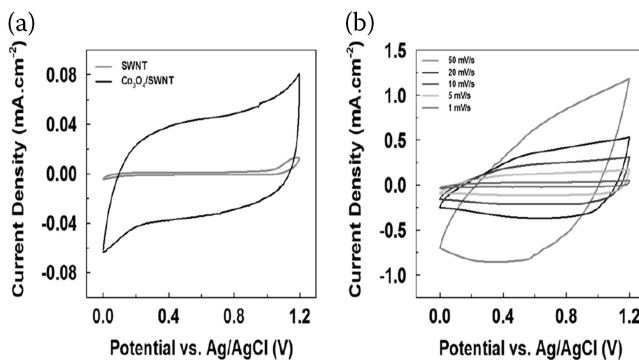 (a)
Current Density (mA.cm⁻²)
0.08
0.04
0.00
-0.04
-0.08
SWNT
Co₃O₄/SWNT
0.0 0.4 0.8 1.2
Potential vs. Ag/AgCl (V)
(b)
Current Density (mA.cm⁻²)
1.5
1.0
0.5
0.0
-0.5
-1.0
50 mV/s
20 mV/s
10 mV/s
5 mV/s
1 mV/s
0.0 0.4 0.8 1.2
Potential vs. Ag/AgCl (V)